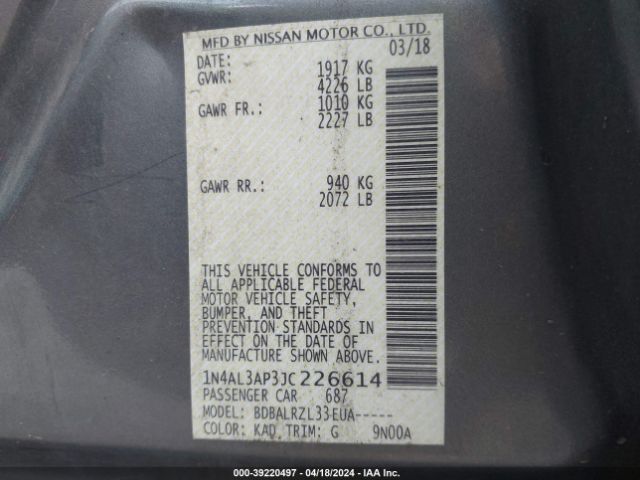 MFD BY NISSAN MOTOR CO., LTD.
DATE: 03/18
GVWR: 1917 KG
4226 LB
GAWR FR.: 1010 KG
2227 LB
GAWR RR.: 940 KG
2072 LB
THIS VEHICLE CONFORMS TO
ALL APPLICABLE FEDERAL
MOTOR VEHICLE SAFETY,
BUMPER, AND THEFT
PREVENTION STANDARDS IN
EFFECT ON THE DATE OF
MANUFACTURE SHOWN ABOVE.
1N4AL3AP3JC226614
PASSENGER CAR 687
MODEL: BDBALRZL33EUA-----
COLOR: KAD TRIM: G 9N00A
000-39220497 - 04/18/2024 - IAA Inc.